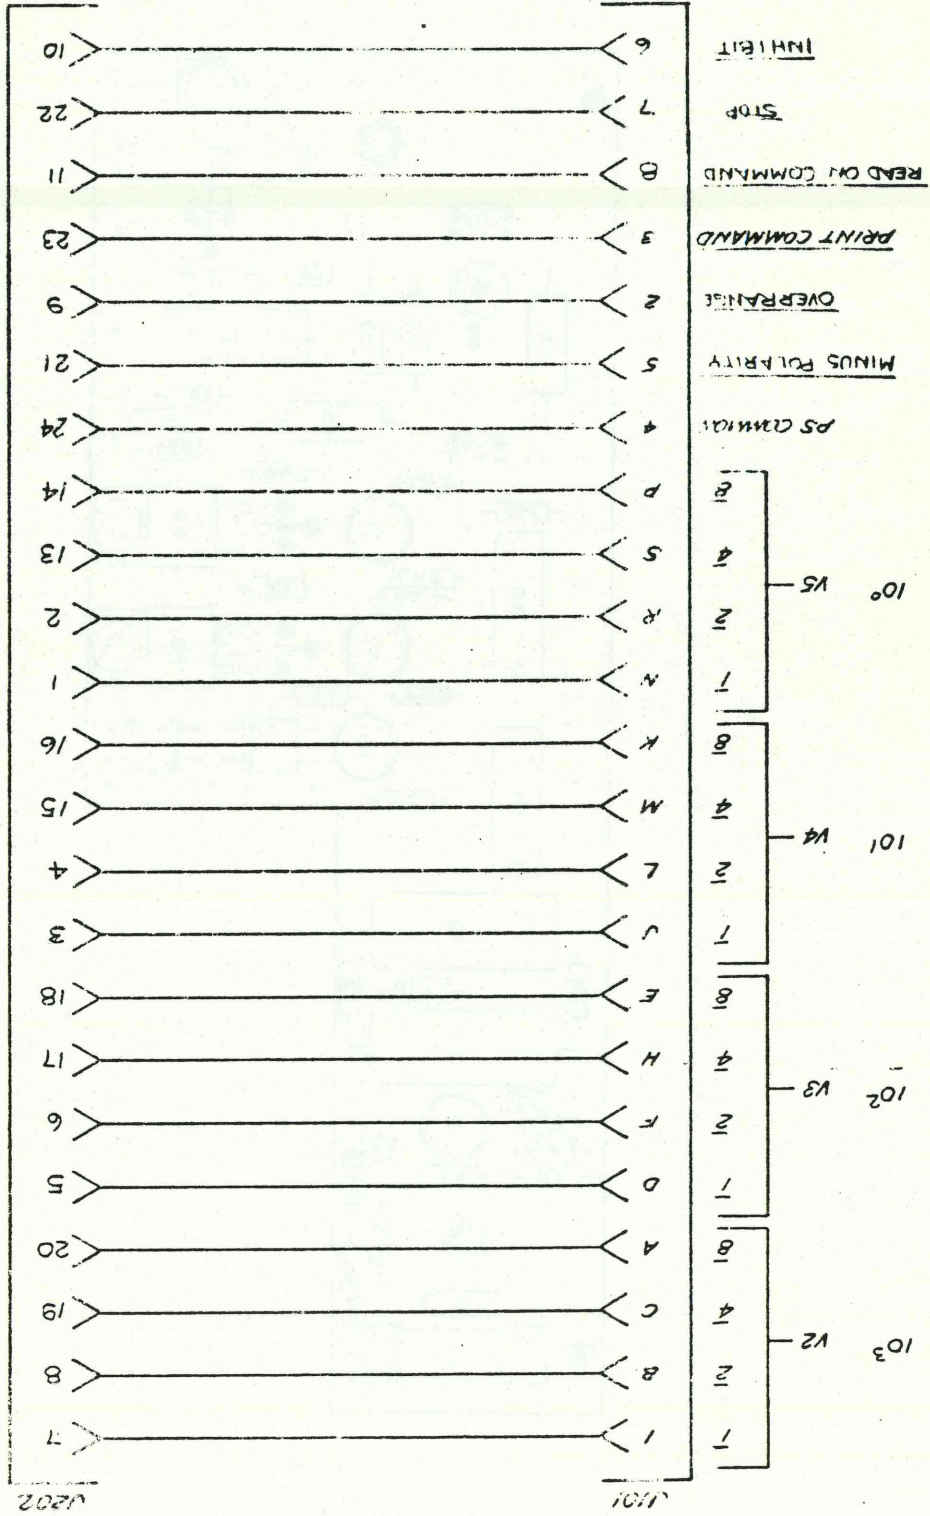 J101 J202
10³ V2 1 1 7
2 B 8
4 C 19
8 A 20
10² V3 1 D 5
2 F 6
4 H 17
8 E 18
10¹ V4 1 J 3
2 L 4
4 M 15
8 K 16
10⁰ V5 1 N 1
2 R 2
4 S 13
8 P 14
PS COMMON 4 24
MINUS POLARITY 5 21
OVERRANGE 2 9
PRINT COMMAND 3 23
READ ON COMMAND 8 11
STOP 7 22
INHIBIT 6 10